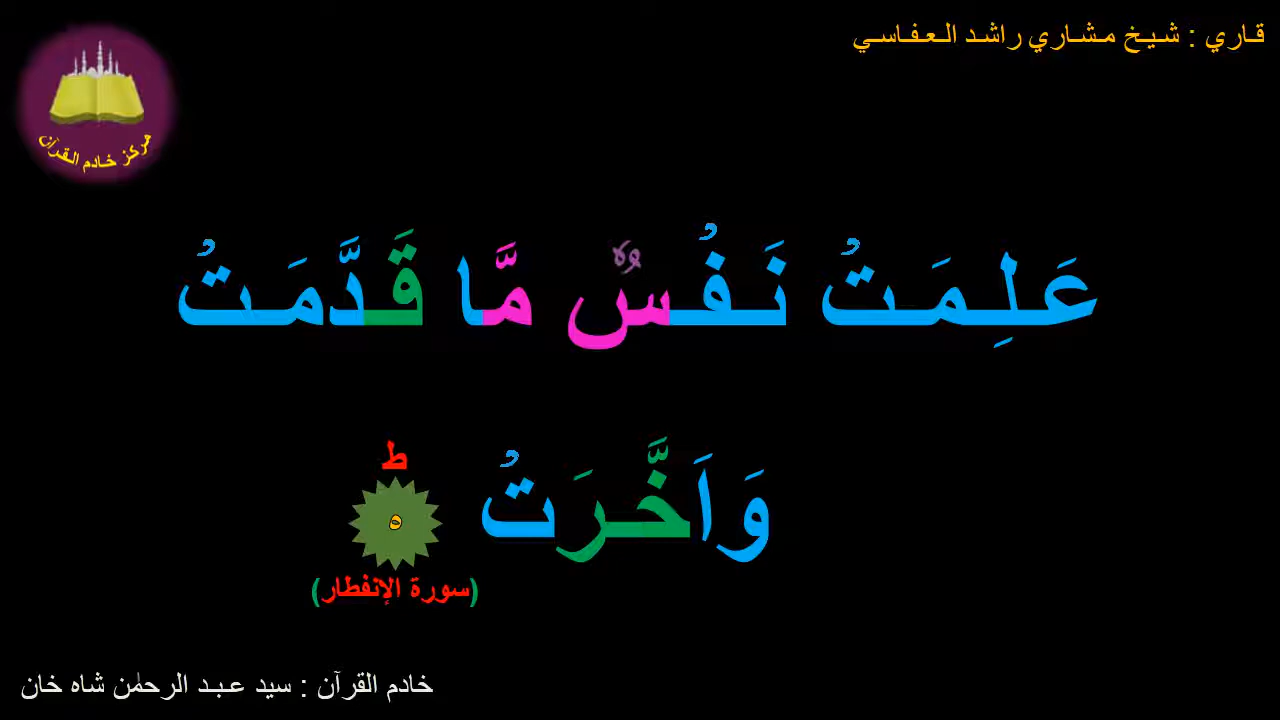 قاري : شيخ مشاري راشد العفاسي
مركز خادم القرآن
عَلِمَتْ نَفْسٌ مَّا قَدَّمَتْ
وَاَخَّرَتْ ط ٥
(سورة الإنفطار)
خادم القرآن : سيد عبد الرحمٰن شاه خان